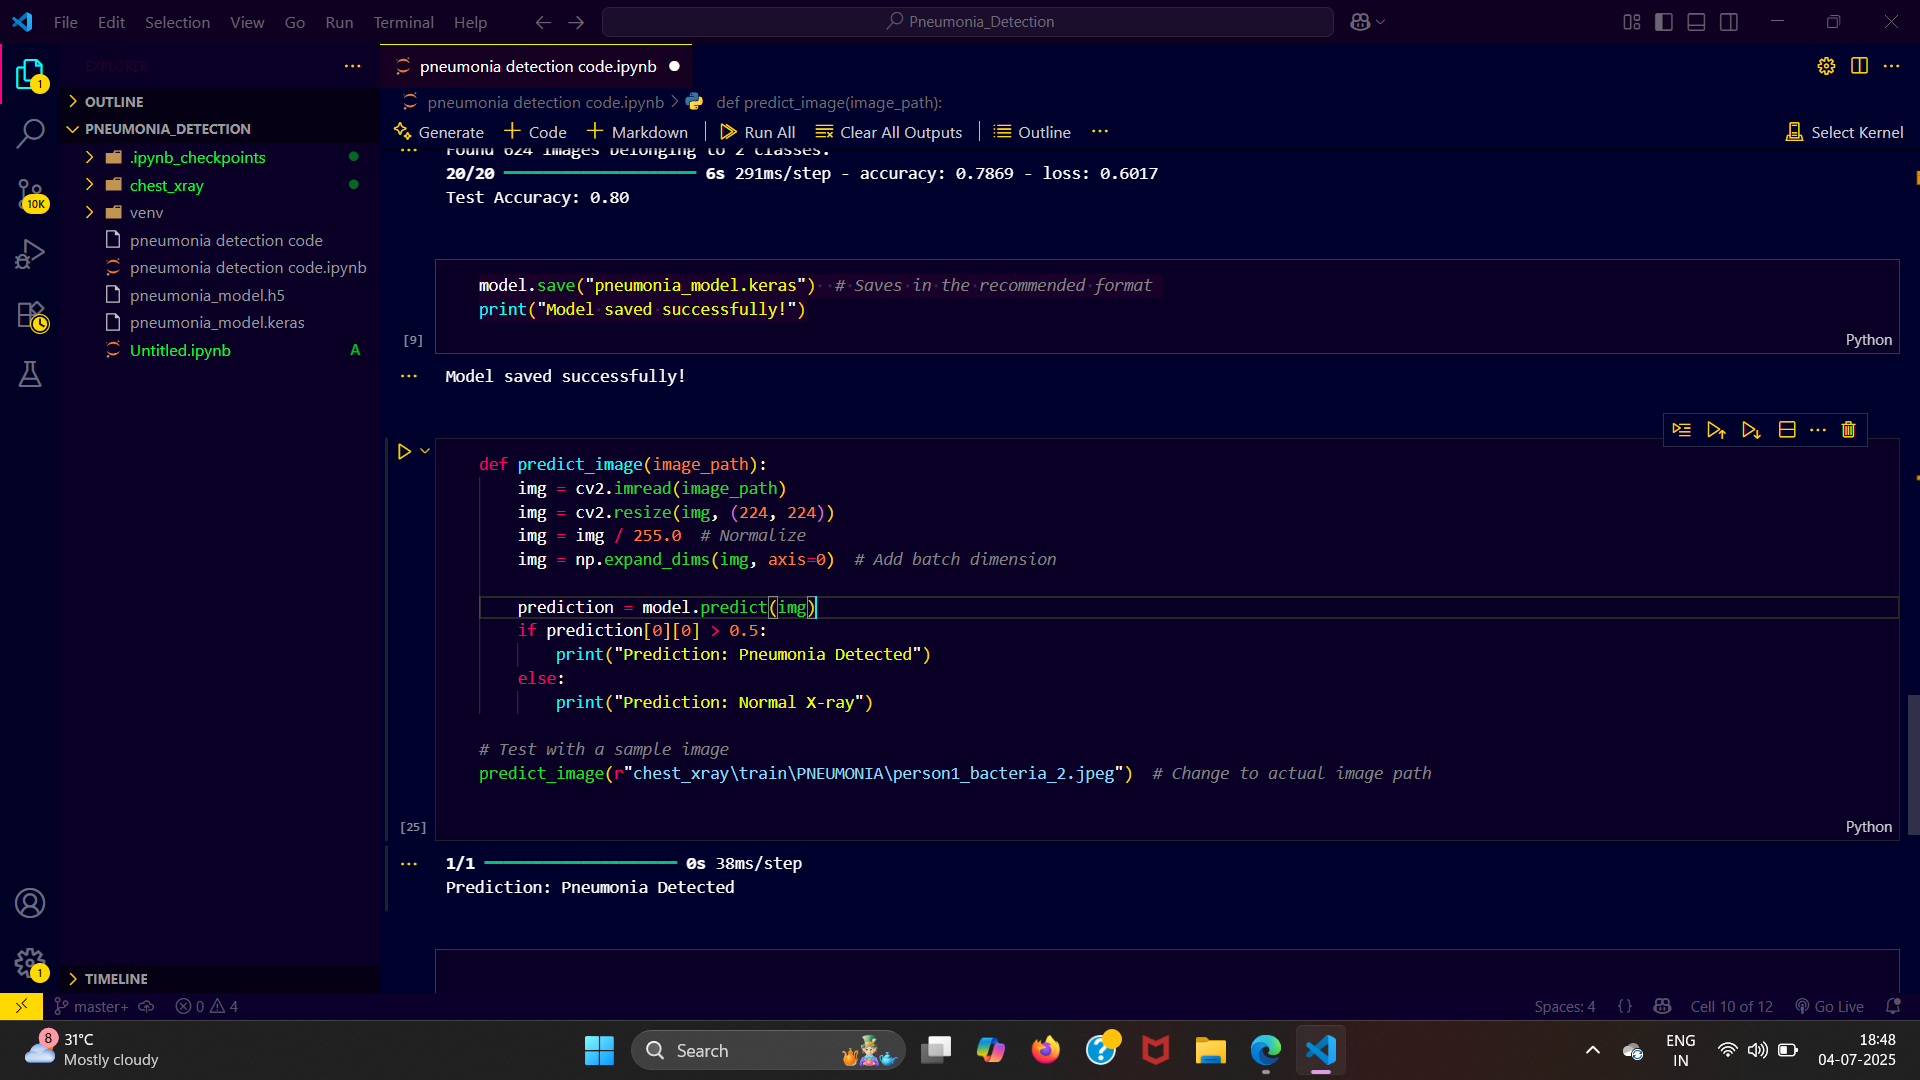 File Edit Selection View Go Run Terminal Help
Pneumonia_Detection
EXPLORER
1
OUTLINE
PNEUMONIA_DETECTION
.ipynb_checkpoints
chest_xray
venv
pneumonia detection code
pneumonia detection code.ipynb
pneumonia_model.h5
pneumonia_model.keras
Untitled.ipynb A
10K
TIMELINE
1
pneumonia detection code.ipynb
pneumonia detection code.ipynb > def predict_image(image_path):
Generate + Code + Markdown Run All Clear All Outputs Outline ... Select Kernel
Found 624 images belonging to 2 classes.
20/20 6s 291ms/step - accuracy: 0.7869 - loss: 0.6017
Test Accuracy: 0.80
model.save("pneumonia_model.keras")  # Saves in the recommended format
print("Model saved successfully!")
[9] Python
Model saved successfully!
def predict_image(image_path):
    img = cv2.imread(image_path)
    img = cv2.resize(img, (224, 224))
    img = img / 255.0  # Normalize
    img = np.expand_dims(img, axis=0)  # Add batch dimension
    prediction = model.predict(img)
    if prediction[0][0] > 0.5:
        print("Prediction: Pneumonia Detected")
    else:
        print("Prediction: Normal X-ray")
# Test with a sample image
predict_image(r"chest_xray\train\PNEUMONIA\person1_bacteria_2.jpeg")  # Change to actual image path
[25] Python
1/1 0s 38ms/step
Prediction: Pneumonia Detected
master+ 0 4 Spaces: 4 {} Cell 10 of 12 Go Live
8 31°C
Mostly cloudy
Search
ENG
IN
18:48
04-07-2025